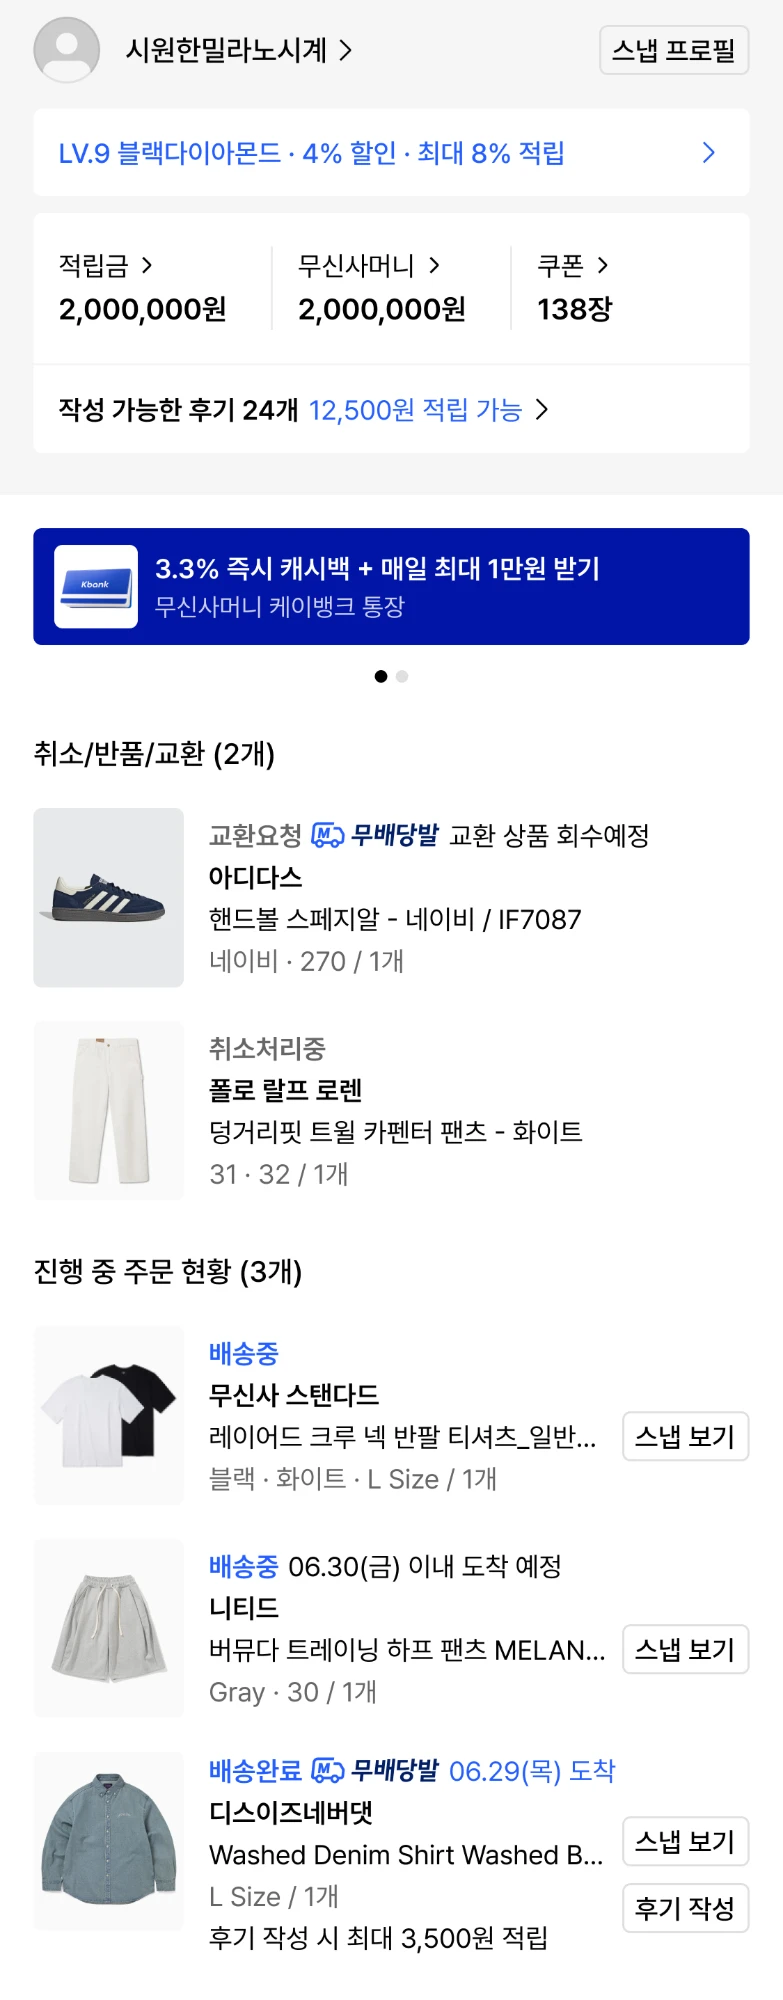 시원한밀라노시계
스냅 프로필
LV.9 블랙다이아몬드 · 4% 할인 · 최대 8% 적립
적립금
무신사머니
쿠폰
2,000,000원
2,000,000원
138장
작성 가능한 후기 24개 12,500원 적립 가능
Kbank
3.3% 즉시 캐시백 + 매일 최대 1만원 받기
무신사머니 케이뱅크 통장
취소/반품/교환 (2개)
교환요청 M 무배당발 교환 상품 회수예정
아디다스
핸드볼 스페지알 - 네이비 / IF7087
네이비 · 270 / 1개
취소처리중
폴로 랄프 로렌
덩거리핏 트윌 카펜터 팬츠 - 화이트
31 · 32 / 1개
진행 중 주문 현황 (3개)
배송중
무신사 스탠다드
레이어드 크루 넥 반팔 티셔츠_일반...
스냅 보기
블랙 · 화이트 · L Size / 1개
배송중 06.30(금) 이내 도착 예정
니티드
버뮤다 트레이닝 하프 팬츠 MELAN...
스냅 보기
Gray · 30 / 1개
배송완료 M 무배당발 06.29(목) 도착
디스이즈네버댓
스냅 보기
Washed Denim Shirt Washed B...
L Size / 1개
후기 작성
후기 작성 시 최대 3,500원 적립